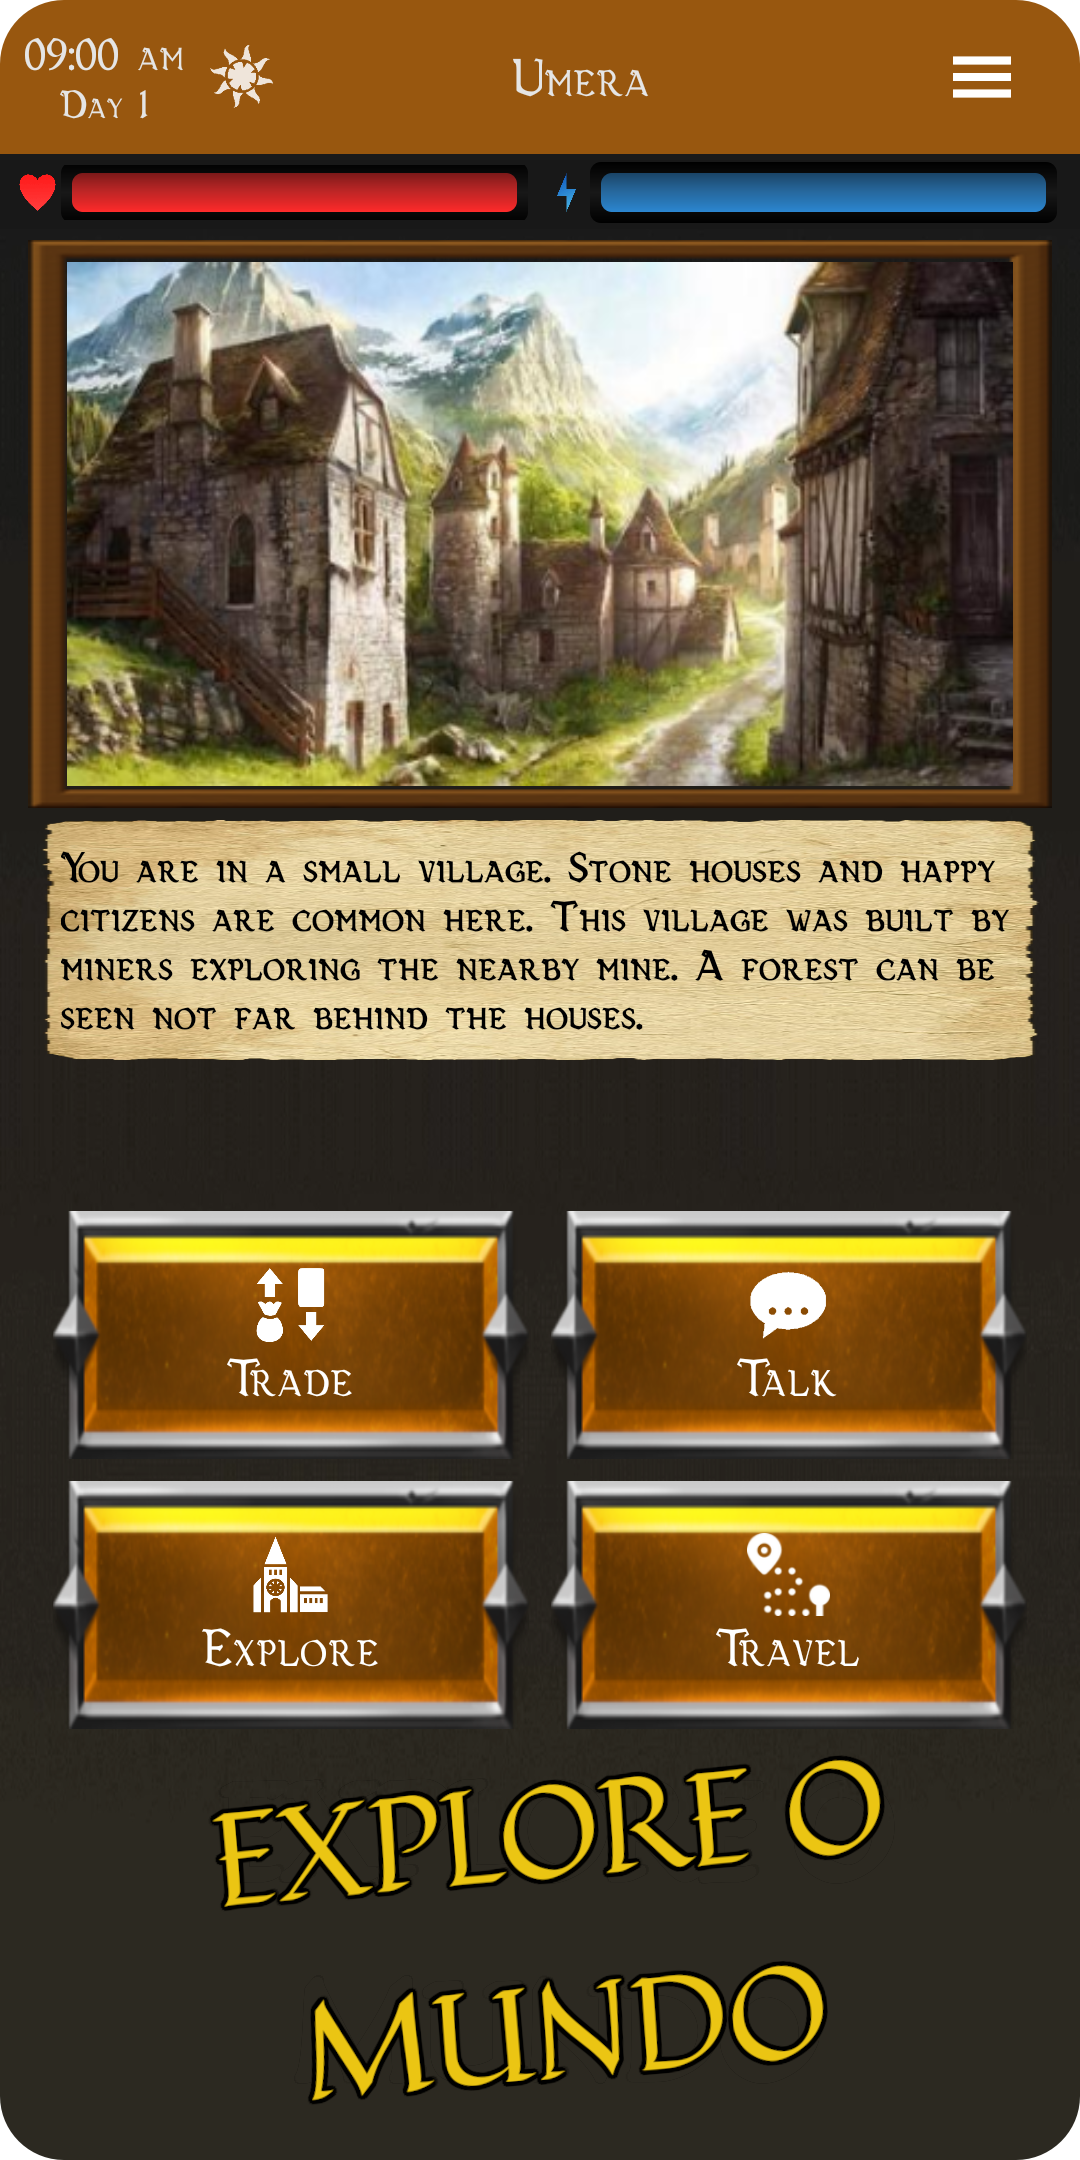 09:00 AM
Day 1
Umera
You are in a small village. Stone houses and happy
citizens are common here. This village was built by
miners exploring the nearby mine. A forest can be
seen not far behind the houses.
Trade
Talk
Explore
Travel
EXPLORE O
MUNDO